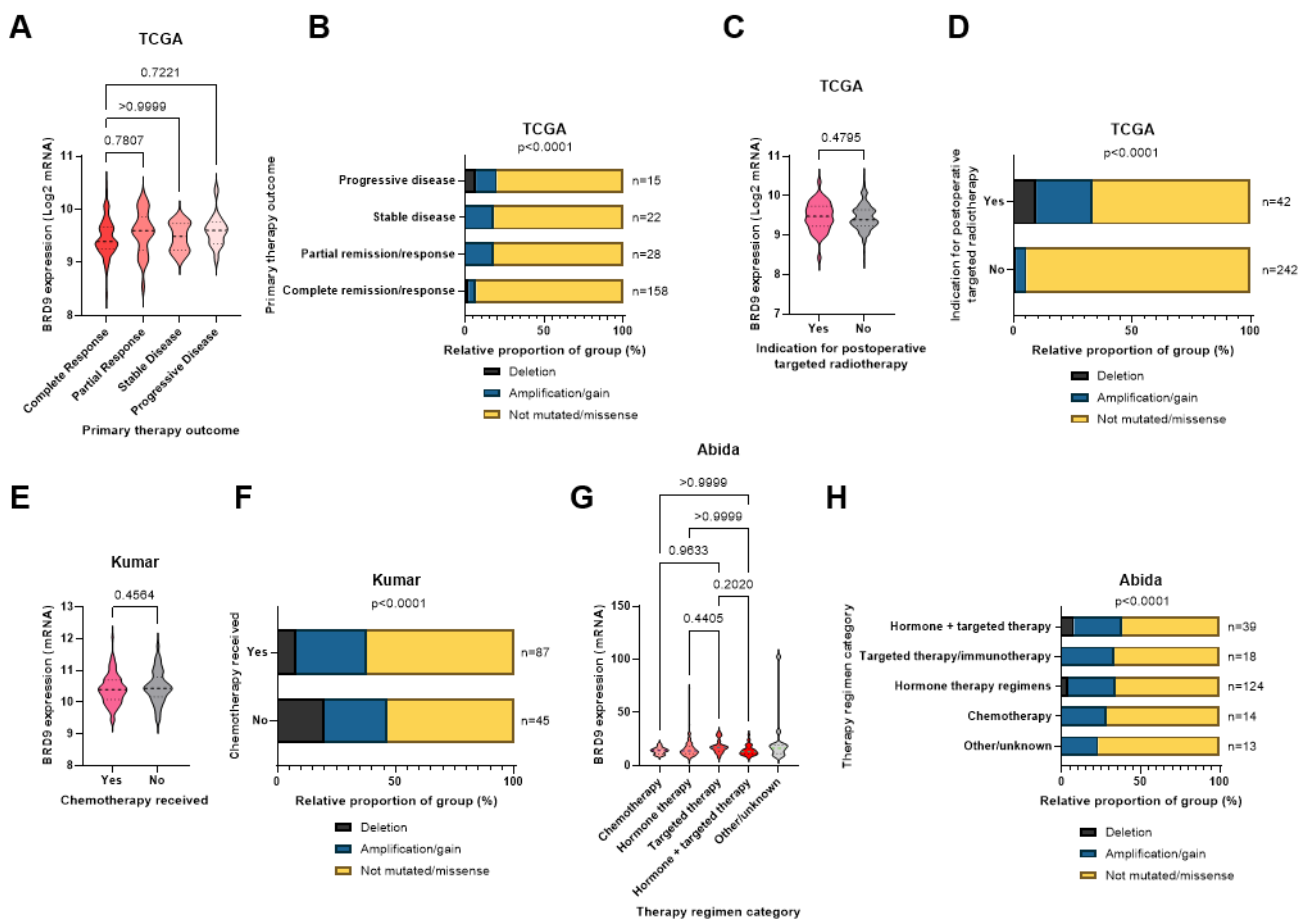 A
TCGA
0.7221
>0.9999
0.7807
BRD9 expression (Log2 mRNA)
11
10
9
8
Complete Response
Partial Response
Stable Disease
Progressive Disease
Primary therapy outcome
B
TCGA
p<0.0001
Primary therapy outcome
Progressive disease
n=15
Stable disease
n=22
Partial remission/response
n=28
Complete remission/response
n=158
0
50
100
Relative proportion of group (%)
Deletion
Amplification/gain
Not mutated/missense
C
TCGA
0.4795
BRD9 expression (Log2 mRNA)
11
10
9
8
7
Yes
No
Indication for postoperative
targeted radiotherapy
D
TCGA
p<0.0001
Indication for postoperative
targeted radiotherapy
Yes
n=42
No
n=242
0
50
100
Relative proportion of group (%)
Deletion
Amplification/gain
Not mutated/missense
E
Kumar
0.4564
BRD9 expression (mRNA)
13
12
11
10
9
8
Yes
No
Chemotherapy received
F
Kumar
p<0.0001
Chemotherapy received
Yes
n=87
No
n=45
0
50
100
Relative proportion of group (%)
Deletion
Amplification/gain
Not mutated/missense
G
Abida
>0.9999
>0.9999
0.9633
0.2020
0.4405
BRD9 expression (mRNA)
150
100
50
0
Chemotherapy
Hormone therapy
Targeted therapy
Hormone + targeted therapy
Other/unknown
Therapy regimen category
H
Abida
p<0.0001
Therapy regimen category
Hormone + targeted therapy
n=39
Targeted therapy/immunotherapy
n=18
Hormone therapy regimens
n=124
Chemotherapy
n=14
Other/unknown
n=13
0
50
100
Relative proportion of group (%)
Deletion
Amplification/gain
Not mutated/missense